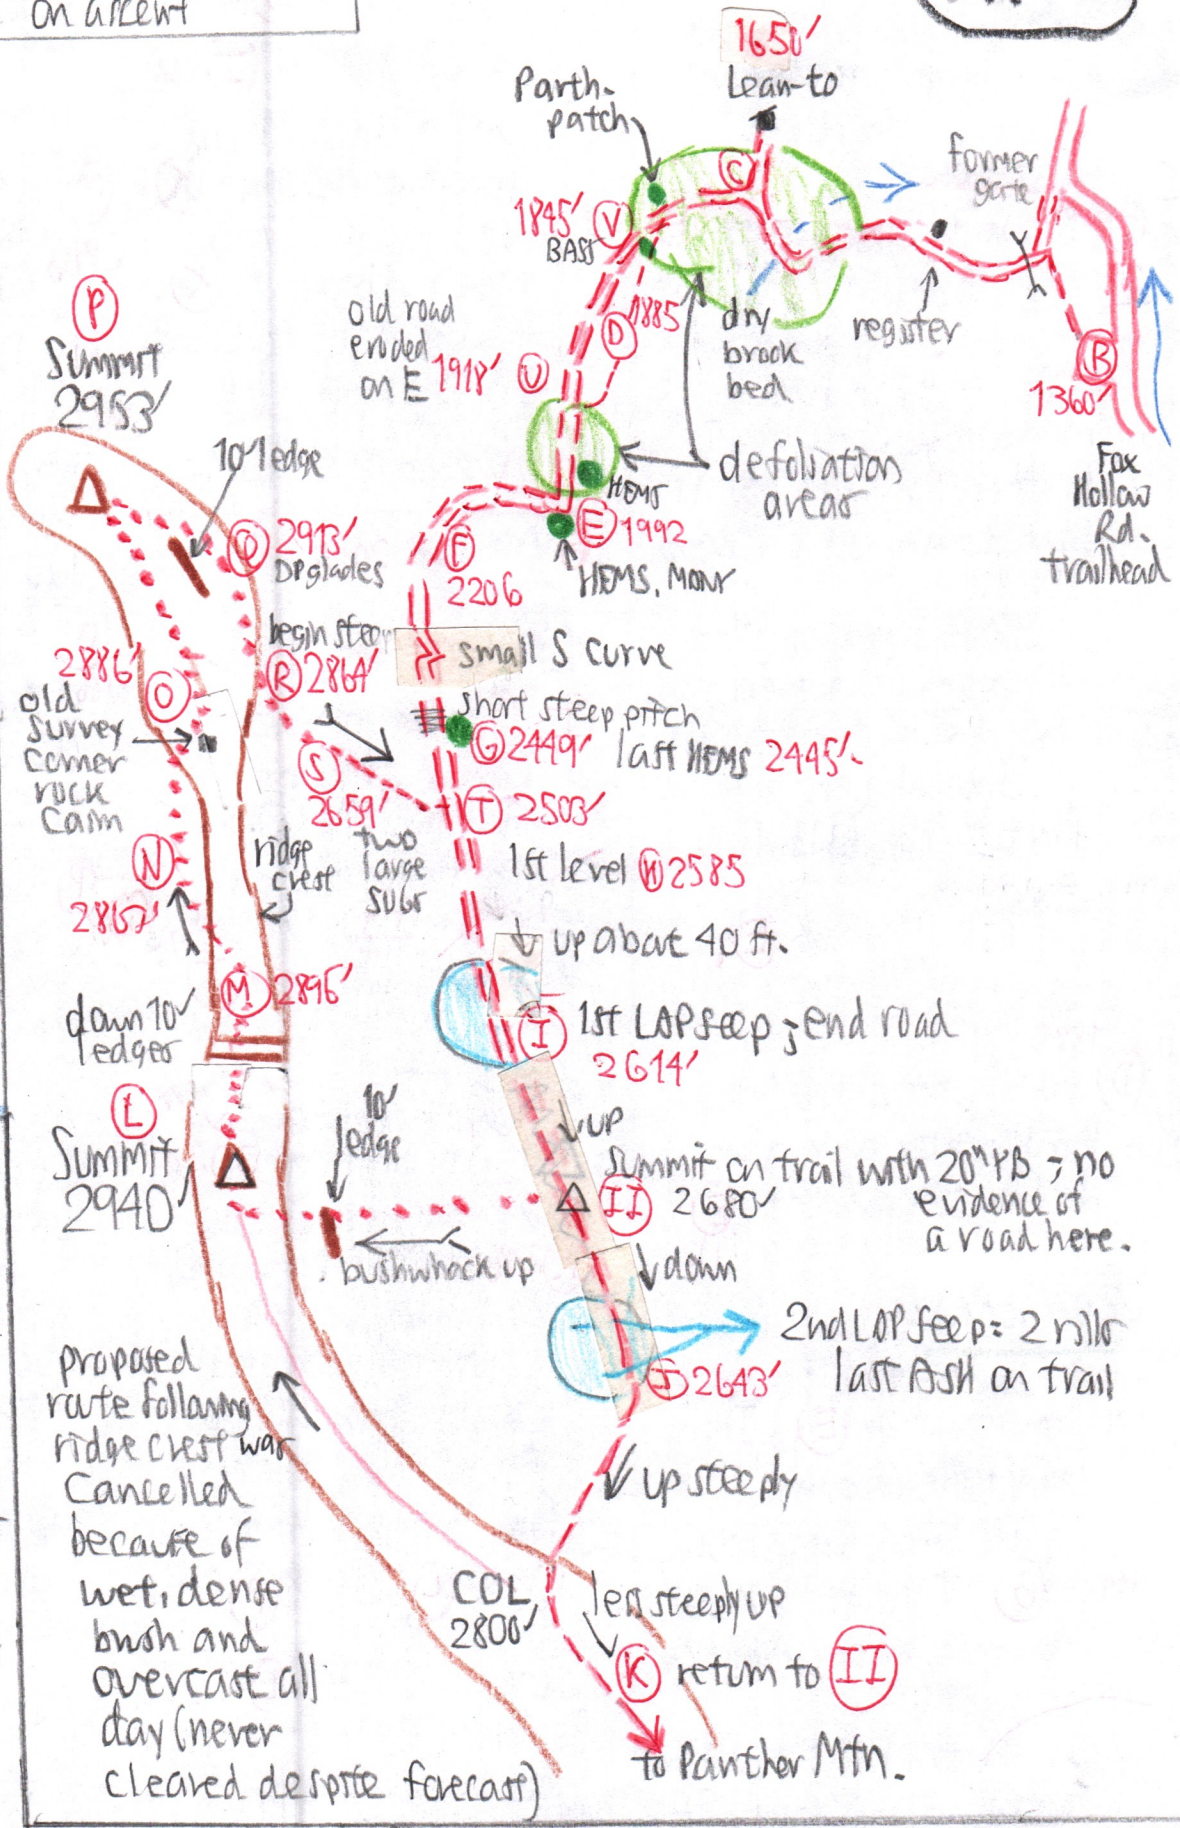 on ascent
1650'
Lean-to
Parth.
patch
C
former
gate
1845'
V
BASS
register
B
1360'
Fox
Hollow
Rd.
trailhead
old road
eroded
on E
1918'
U
D
1885
dry
brook
bed
defoliation
areas
P
Summit
2953'
10' ledge
HEMS
E 1992
HEMS, MONY
Q 2913'
DP glades
F
2206
begin steep
R 2864'
small S curve
short steep pitch
G 2449'
last HEMS 2445'
2886'
O
old
survey
corner
rock
cairn
S
2659'
T 2503'
two
large
SUGS
1st level H 2585
ridge
crest
N
2867'
up about 40 ft.
M 2896'
down 10'
ledges
I 1st LAP seep; end road
2614'
L
Summit
2940'
10'
ledge
up
Summit on trail with 20" YB; no
evidence of
a road here.
II 2680'
bushwhack up
down
2nd LAP seep= 2 rills
last ASH on trail
J 2643'
proposed
route following
ridge crest was
Cancelled
because of
wet, dense
bush and
overcast all
day (never
cleared despite forecast)
up steeply
COL
2800'
less steeply up
K return to II
to Panther Mtn.